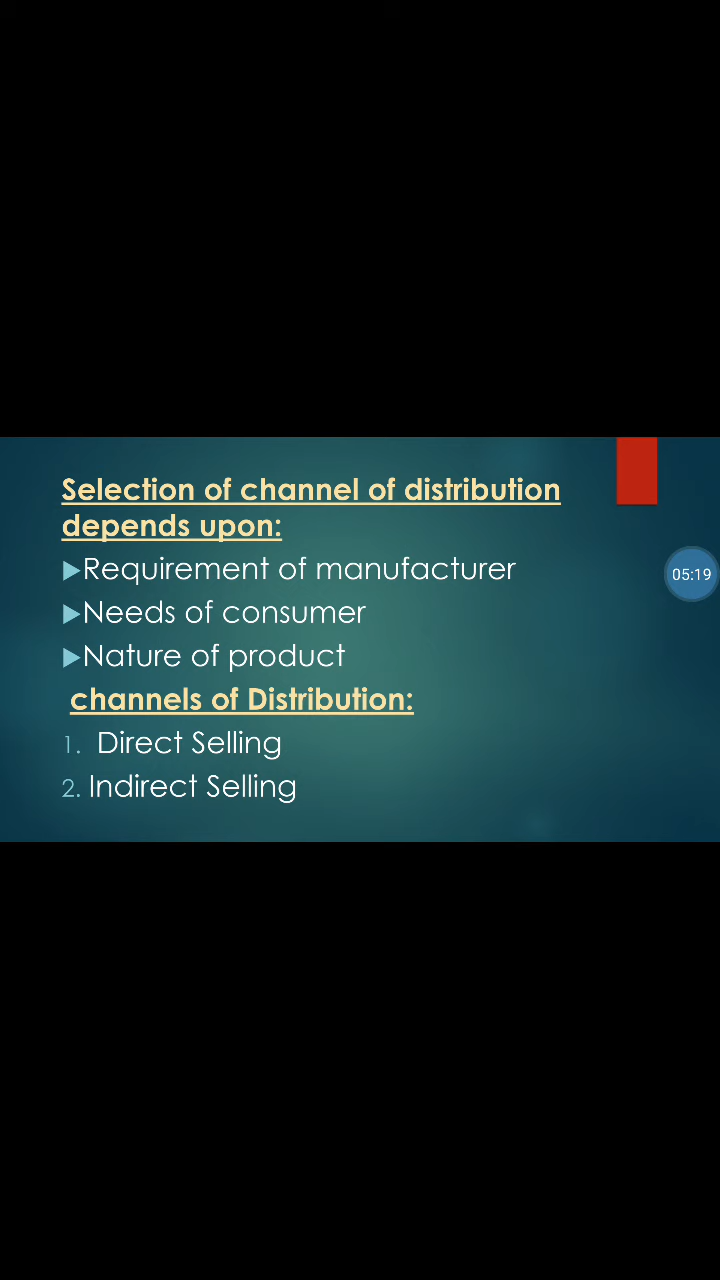 Selection of channel of distribution
depends upon:
▶Requirement of manufacturer
▶Needs of consumer
▶Nature of product
channels of Distribution:
1. Direct Selling
2. Indirect Selling
05:19